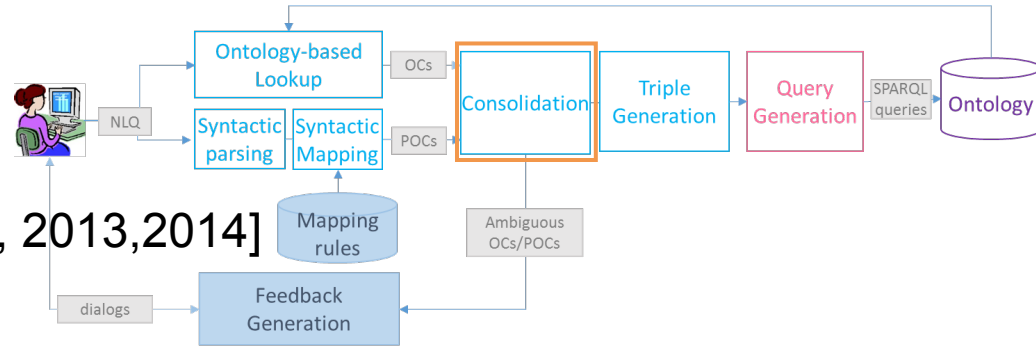 Ontology-based
Lookup
OCs
NLQ
Syntactic
parsing
Syntactic
Mapping
POCs
Consolidation
Triple
Generation
Query
Generation
SPARQL
queries
Ontology
, 2013,2014]
Mapping
rules
Ambiguous
OCs/POCs
dialogs
Feedback
Generation